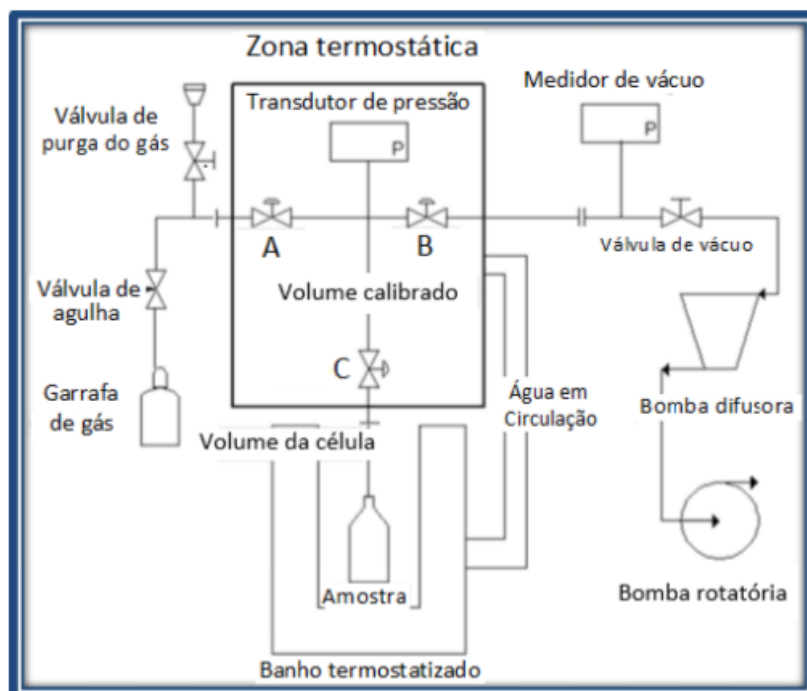 Zona termostática
Medidor de vácuo
Transdutor de pressão
Válvula de
purga do gás
P
P
A
B
Válvula de vácuo
Válvula de
agulha
Volume calibrado
C
Garrafa
de gás
Água em
Circulação
Bomba difusora
Volume da célula
Amostra
Bomba rotatória
Banho termostatizado